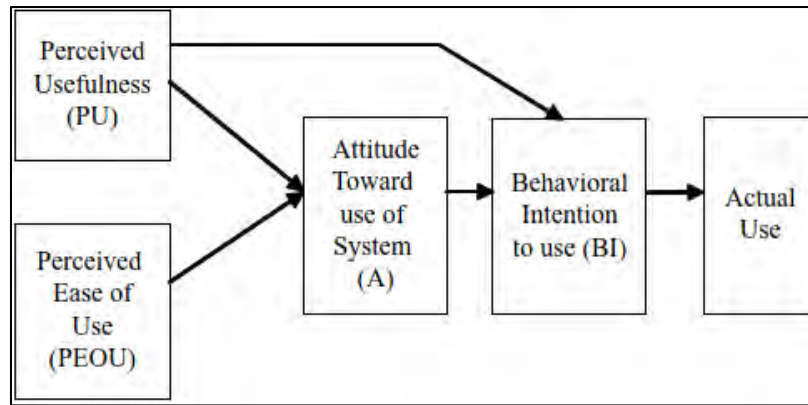 Perceived
Usefulness
(PU)
Perceived
Ease of
Use
(PEOU)
Attitude
Toward
use of
System
(A)
Behavioral
Intention
to use (BI)
Actual
Use